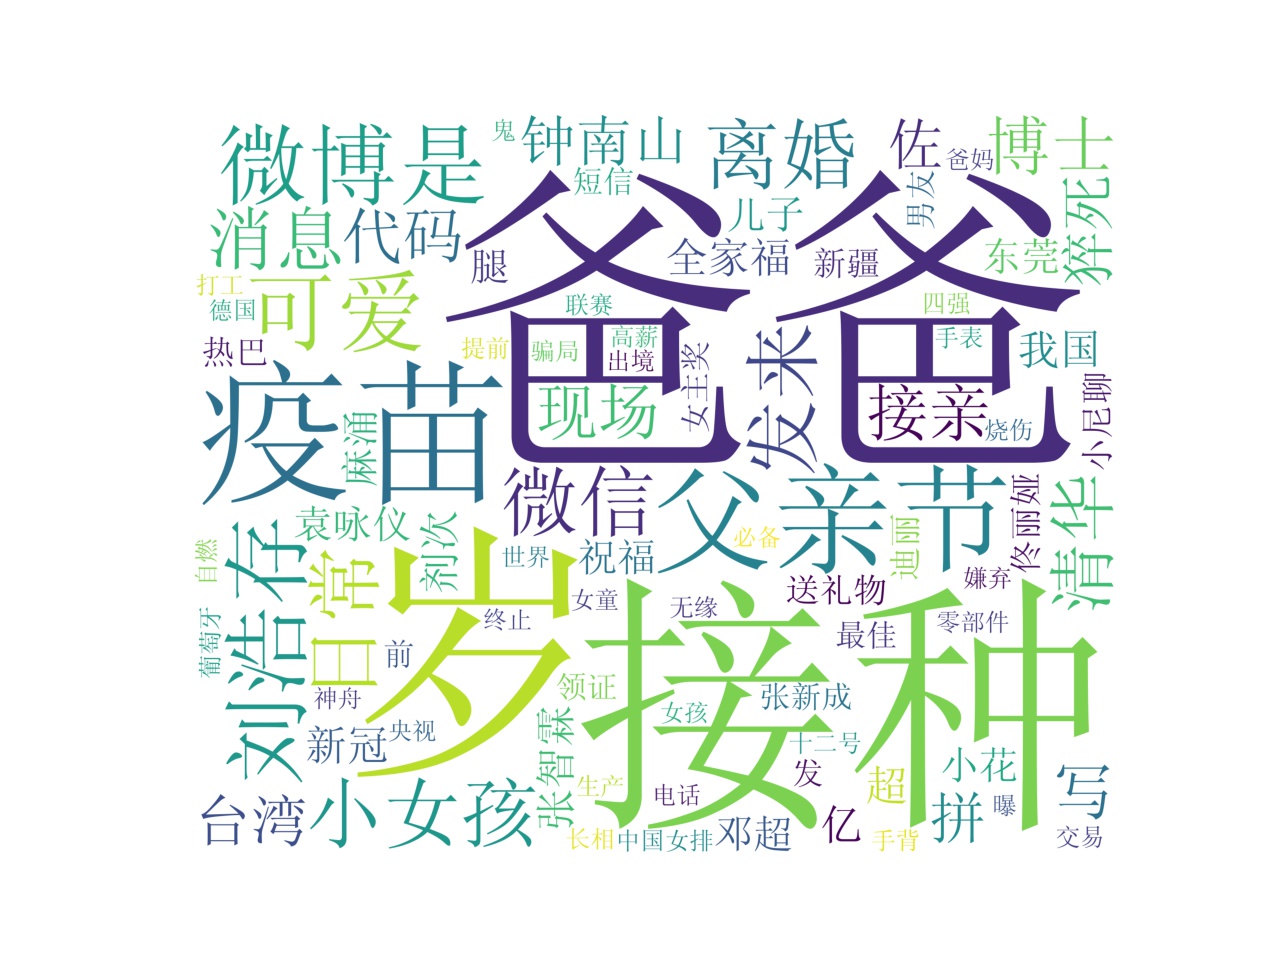 鬼
钟南山
离婚
佐
博士
微博是
爸妈
短信
爸爸
男友
猝死
消息
代码
儿子
腿
全家福
新疆
东莞
打工
可爱
德国
联赛
四强
热巴
提前
骗局
高薪
出境
女主奖
发来
手表
我国
疫苗
现场
接亲
烧伤
小尼聊
麻涌
微信
父亲节
佟丽娅
清华
刘浩存
袁咏仪
剂次
世界
祝福
必备
迪丽
自燃
日常
岁
接种
女童
送礼物
嫌弃
葡萄牙
前
终止
无缘
最佳
零部件
神舟
领证
女孩
张新成
新冠
央视
张智霖
十二号
小花
台湾
小女孩
生产
电话
发
超
拼
曝
写
长相
中国女排
邓超
亿
手背
交易